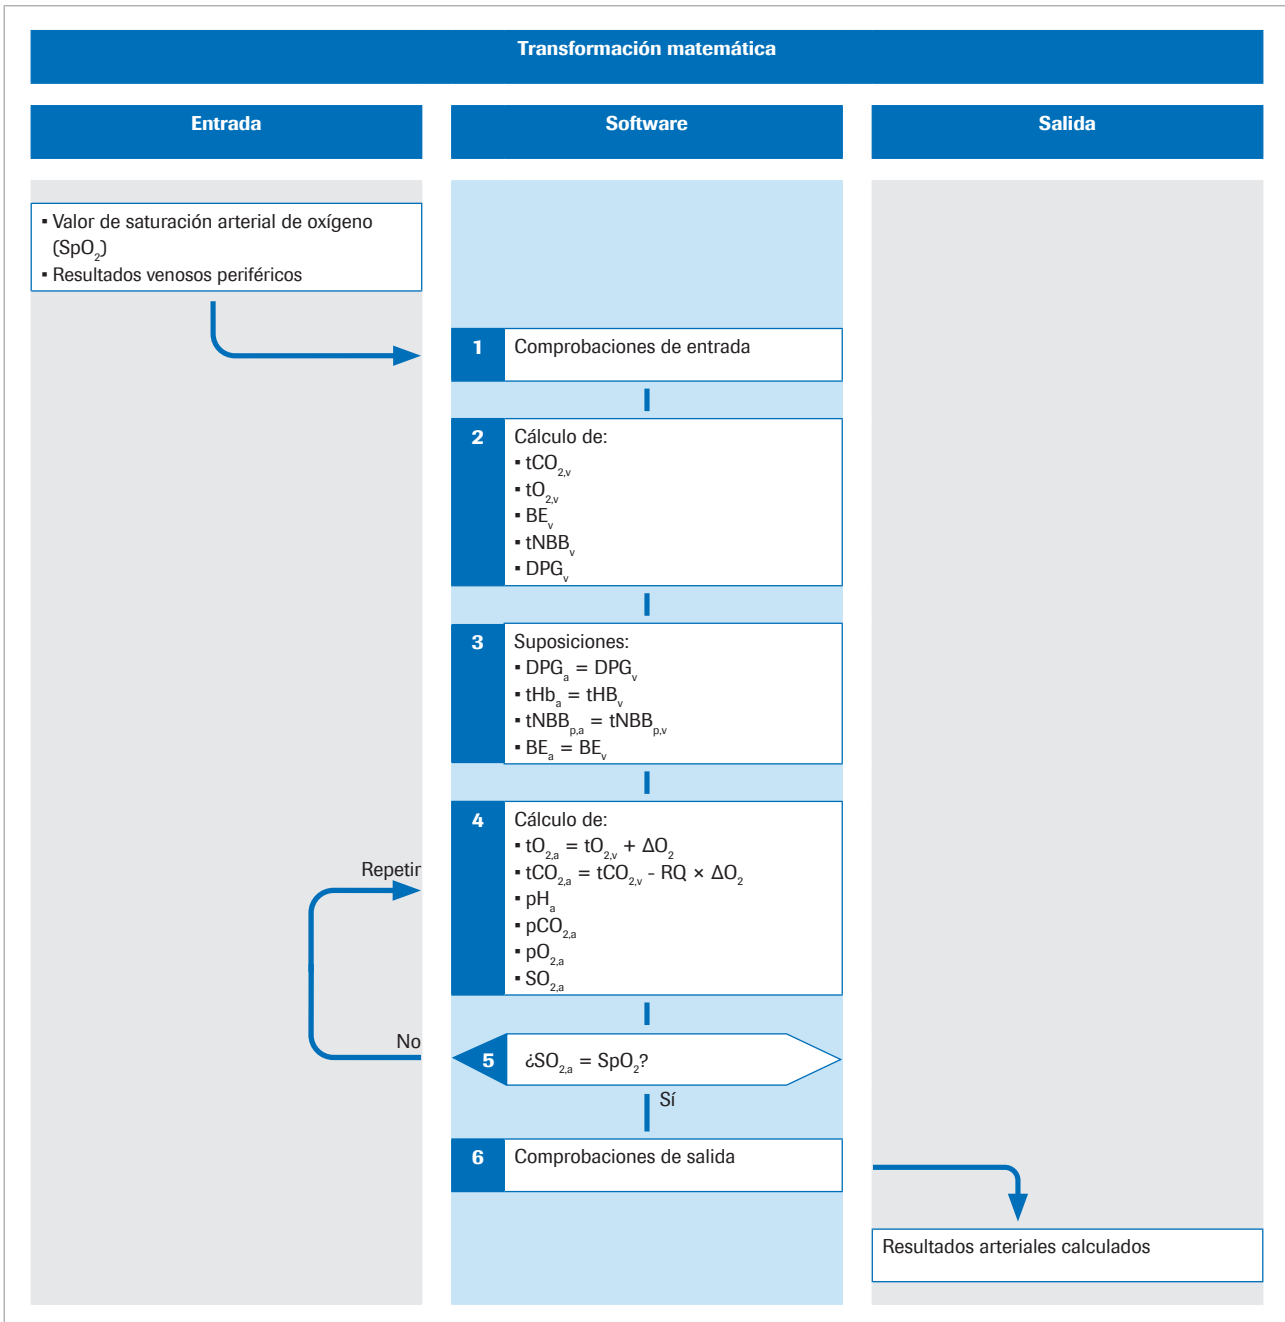 Transformación matemática
Entrada
Software
Salida
▪ Valor de saturación arterial de oxígeno
(SpO₂)
▪ Resultados venosos periféricos
1 Comprobaciones de entrada
2 Cálculo de:
▪ tCO₂,ᵥ
▪ tO₂,ᵥ
▪ BEᵥ
▪ tNBBᵥ
▪ DPGᵥ
3 Suposiciones:
▪ DPGₐ = DPGᵥ
▪ tHbₐ = tHBᵥ
▪ tNBBₚ,ₐ = tNBBₚ,ᵥ
▪ BEₐ = BEᵥ
4 Cálculo de:
▪ tO₂,ₐ = tO₂,ᵥ + ΔO₂
▪ tCO₂,ₐ = tCO₂,ᵥ - RQ × ΔO₂
▪ pHₐ
▪ pCO₂,ₐ
▪ pO₂,ₐ
▪ SO₂,ₐ
Repetir
No
5 ¿SO₂,ₐ = SpO₂?
Sí
6 Comprobaciones de salida
Resultados arteriales calculados